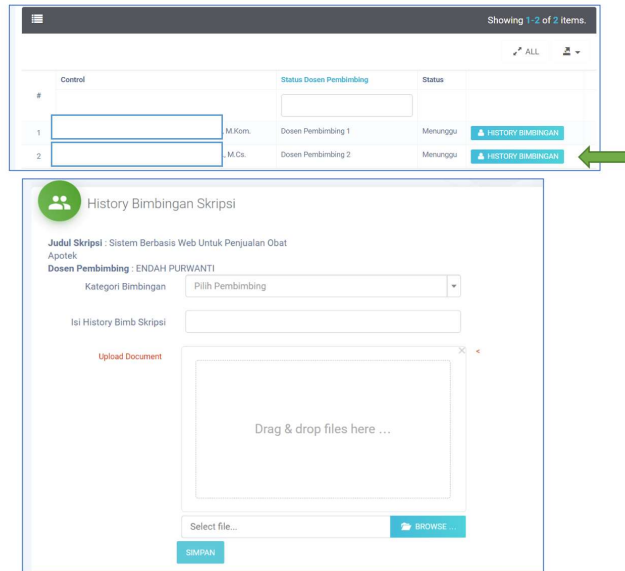 Showing 1-2 of 2 items.
ALL
Control Status Dosen Pembimbing Status
#
1 , M.Kom. Dosen Pembimbing 1 Menunggu HISTORY BIMBINGAN
2 , M.Cs. Dosen Pembimbing 2 Menunggu HISTORY BIMBINGAN
History Bimbingan Skripsi
Judul Skripsi : Sistem Berbasis Web Untuk Penjualan Obat
Apotek
Dosen Pembimbing : ENDAH PURWANTI
Kategori Bimbingan Pilih Pembimbing
Isi History Bimb Skripsi
Upload Document × <
Drag & drop files here ...
Select file... BROWSE ...
SIMPAN